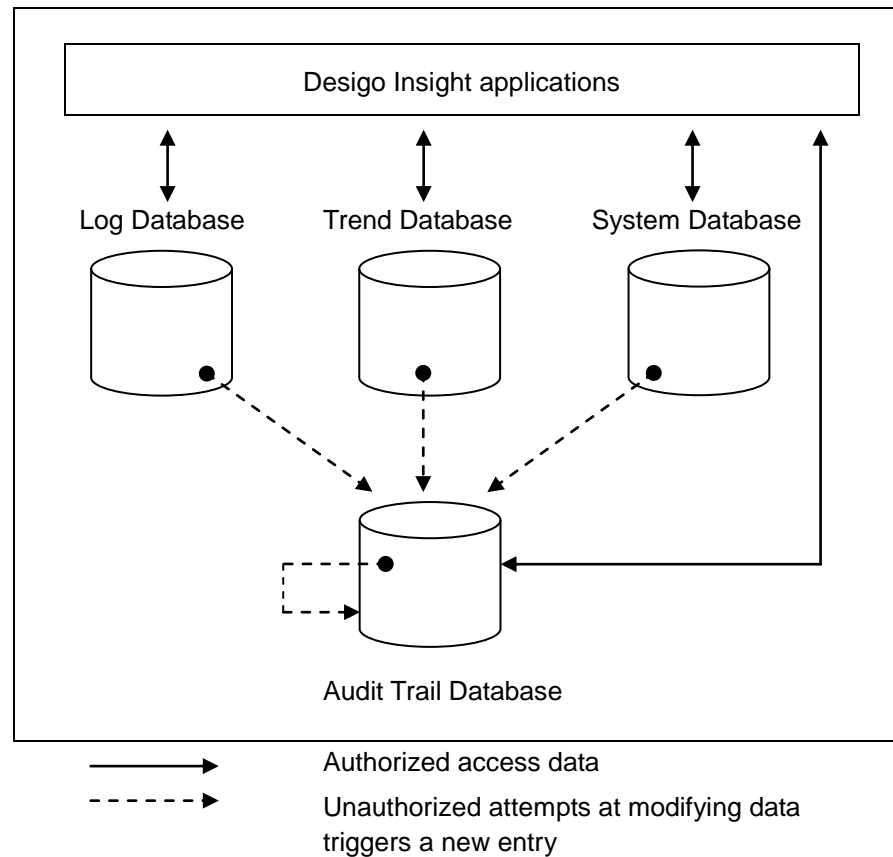 Desigo Insight applications
Log Database
Trend Database
System Database
Audit Trail Database
Authorized access data
Unauthorized attempts at modifying data
triggers a new entry